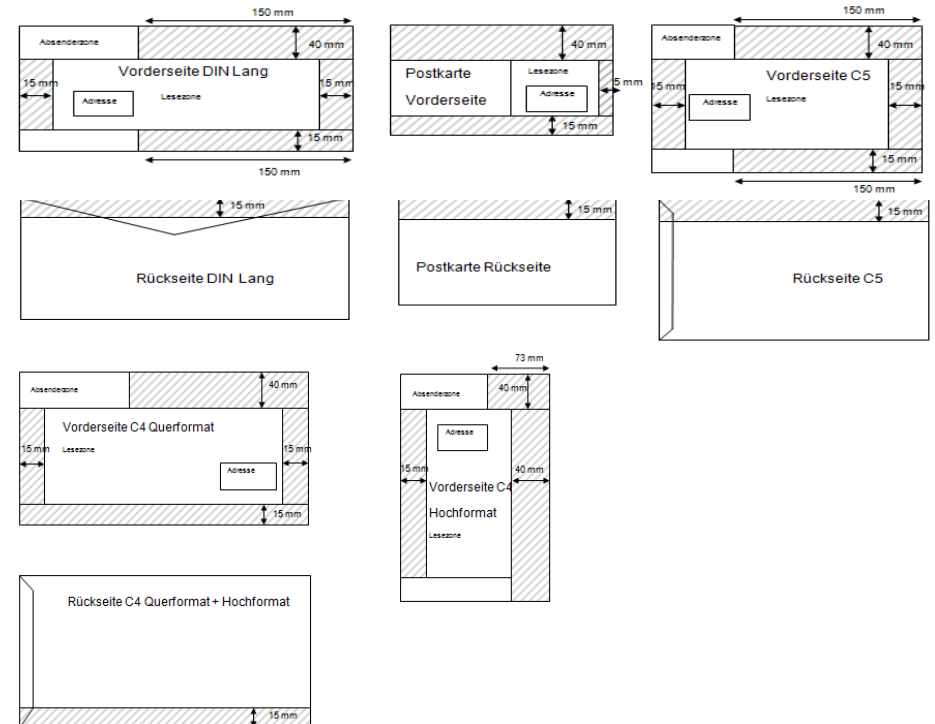 150 mm
Absenderzone
40 mm
Vorderseite DIN Lang
15 mm
15 mm
Adresse
Lesezone
15 mm
150 mm
40 mm
Postkarte
Lesezone
5 mm
Vorderseite
Adresse
15 mm
150 mm
Absenderzone
40 mm
Vorderseite C5
15 mm
15 mm
Adresse
Lesezone
15 mm
150 mm
15 mm
Rückseite DIN Lang
15 mm
Postkarte Rückseite
15 mm
Rückseite C5
Absenderzone
40 mm
Vorderseite C4 Querformat
15 mm
Lesezone
15 mm
Adresse
15 mm
73 mm
Absenderzone
40 mm
Adresse
15 mm
40 mm
Vorderseite C4
Hochformat
Lesezone
Rückseite C4 Querformat + Hochformat
15 mm